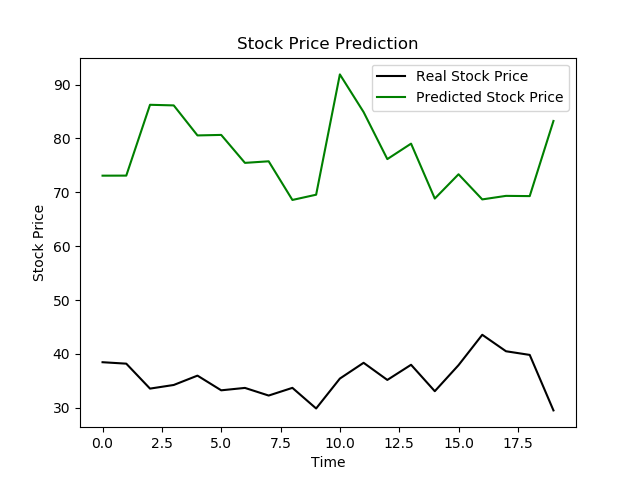 Stock Price Prediction
Real Stock Price
Predicted Stock Price
90
80
70
60
50
40
30
Stock Price
0.0 2.5 5.0 7.5 10.0 12.5 15.0 17.5
Time